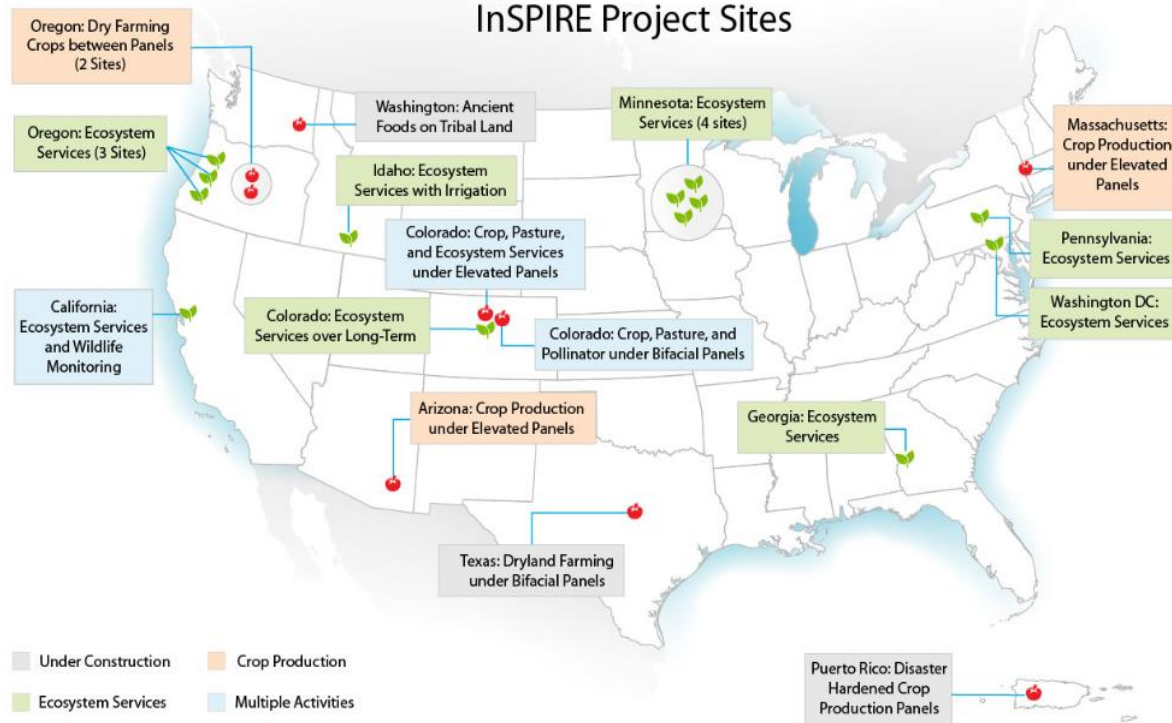 InSPIRE Project Sites
Oregon: Dry Farming
Crops between Panels
(2 Sites)
Washington: Ancient
Foods on Tribal Land
Minnesota: Ecosystem
Services (4 sites)
Massachusetts:
Crop Production
under Elevated
Panels
Oregon: Ecosystem
Services (3 Sites)
Idaho: Ecosystem
Services with Irrigation
Colorado: Crop, Pasture,
and Ecosystem Services
under Elevated Panels
Pennsylvania:
Ecosystem Services
California:
Ecosystem Services
and Wildlife
Monitoring
Colorado: Ecosystem
Services over Long-Term
Colorado: Crop, Pasture, and
Pollinator under Bifacial Panels
Washington DC:
Ecosystem Services
Arizona: Crop Production
under Elevated Panels
Georgia: Ecosystem
Services
Texas: Dryland Farming
under Bifacial Panels
Under Construction
Crop Production
Ecosystem Services
Multiple Activities
Puerto Rico: Disaster
Hardened Crop
Production Panels